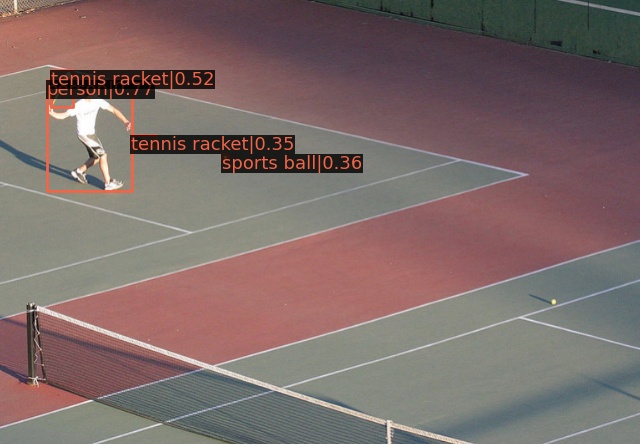 tennis racket|0.52
person|0.77
tennis racket|0.35
sports ball|0.36